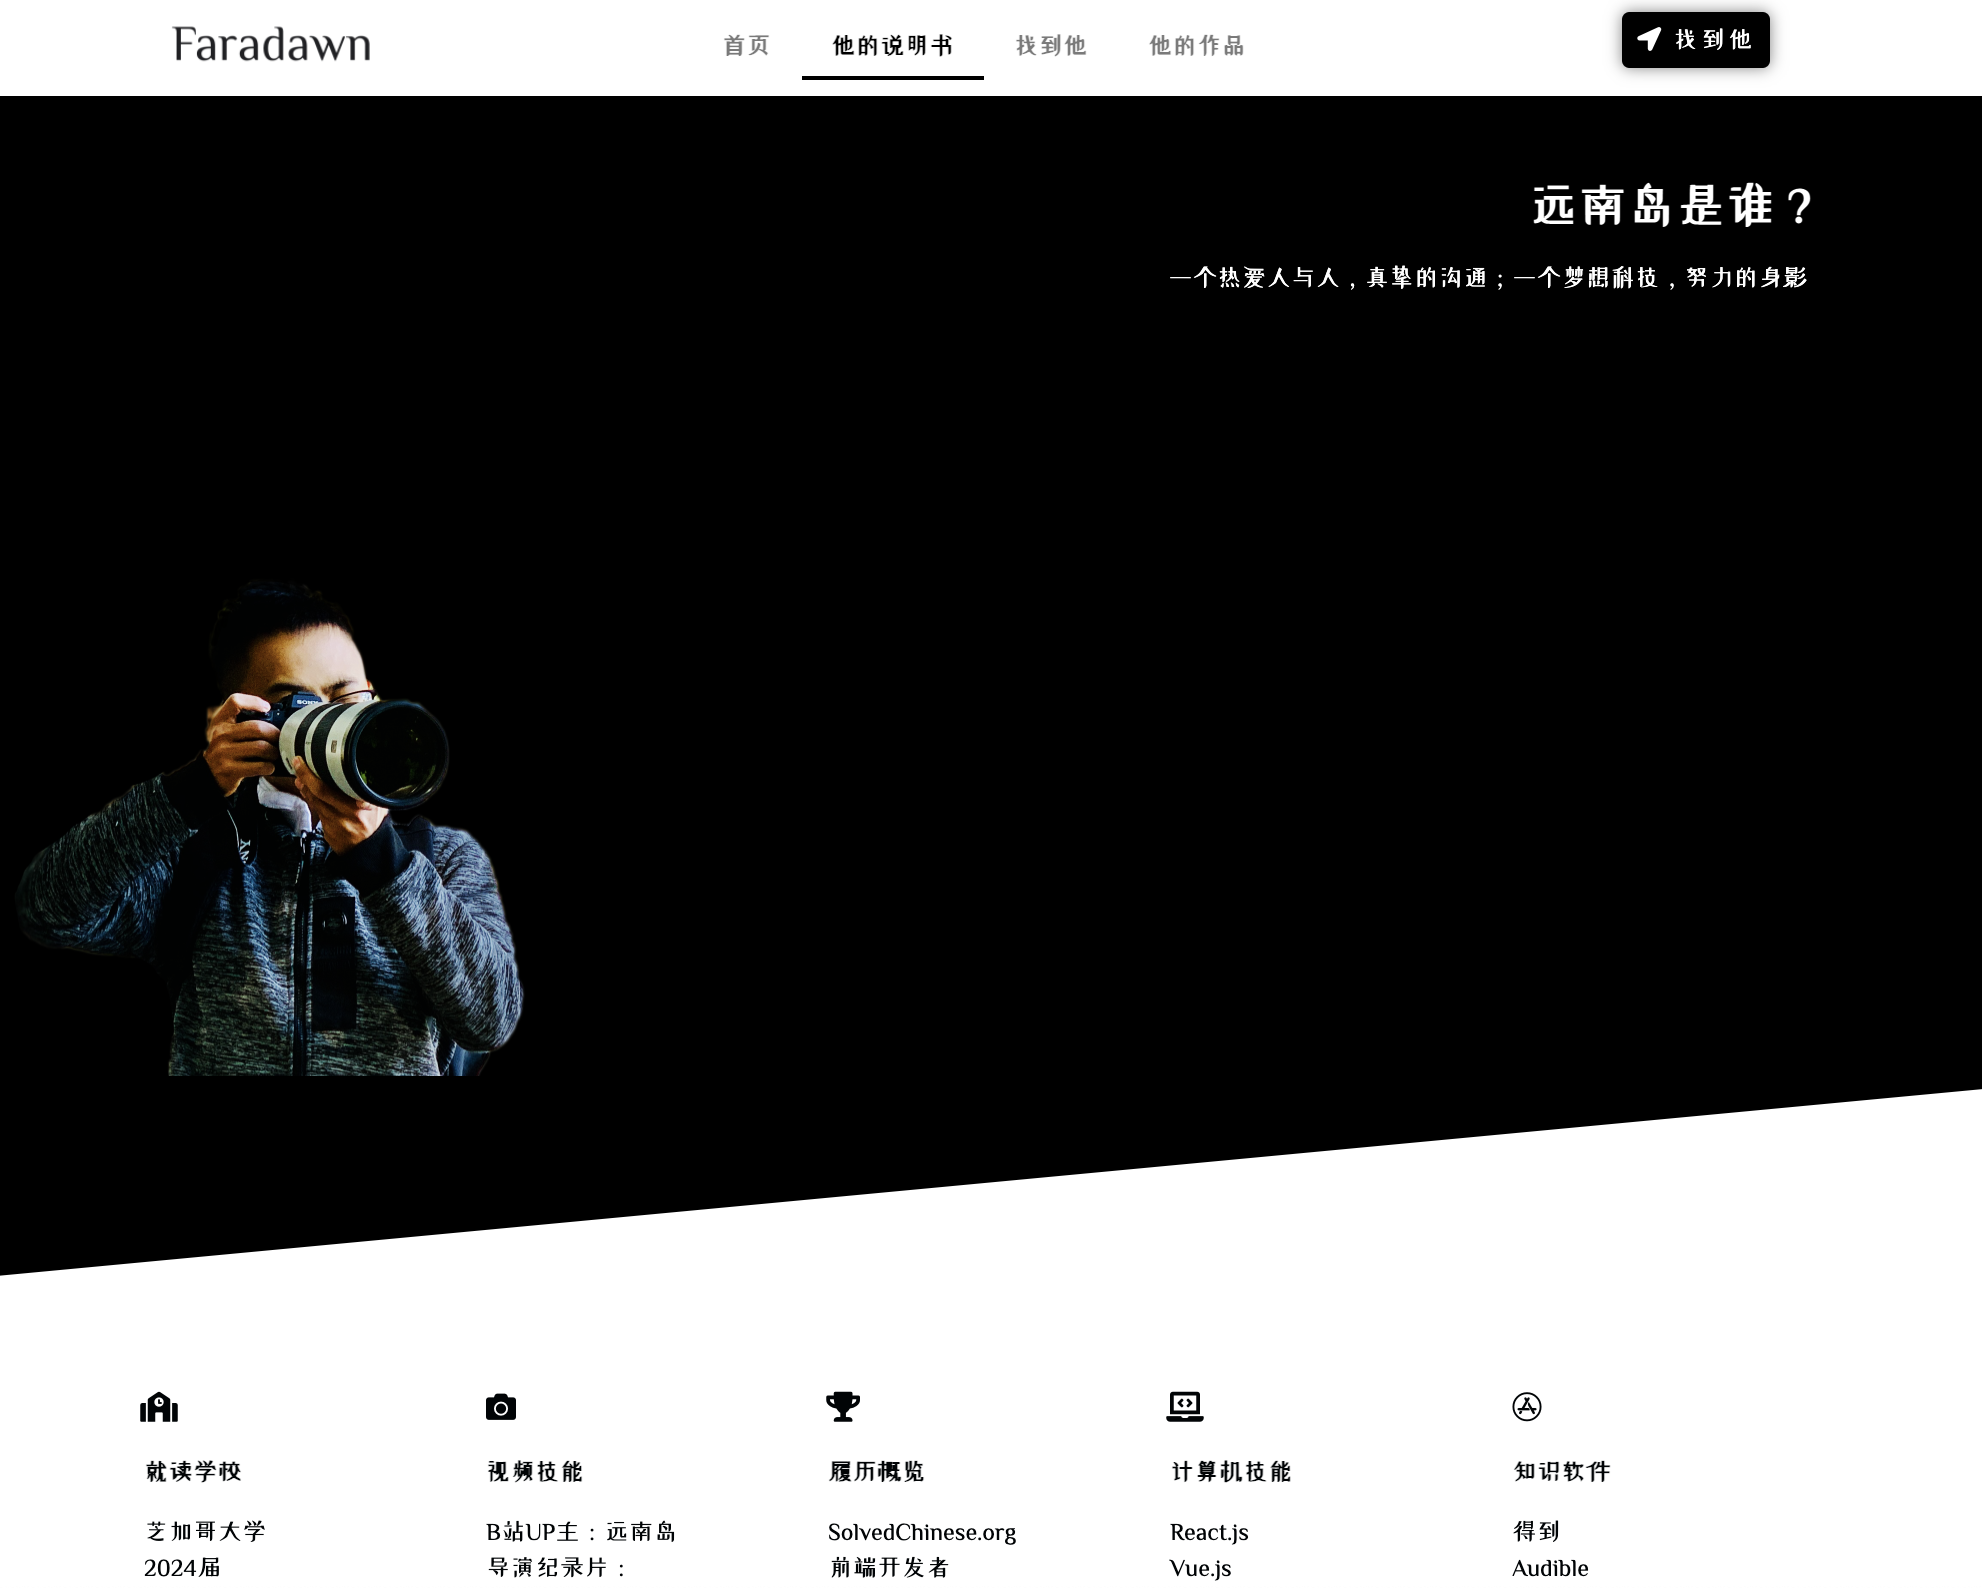 Faradawn
首页 他的说明书 找到他 他的作品
找到他
远南岛是谁？
一个热爱人与人，真挚的沟通；一个梦想科技，努力的身影
SONY
就读学校
芝加哥大学
2024届
视频技能
B站UP主：远南岛
导演纪录片：
履历概览
SolvedChinese.org
前端开发者
计算机技能
React.js
Vue.js
知识软件
得到
Audible